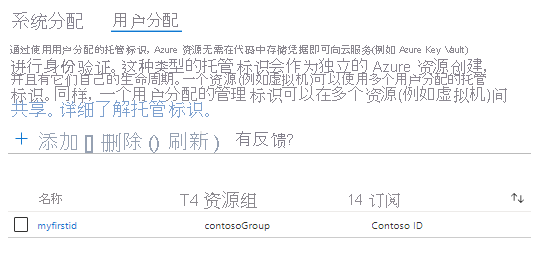 系统分配 用户分配
通过使用用户分配的托管标识，Azure 资源无需在代码中存储凭据即可向云服务(例如 Azure Key Vault)
进行身份验证。这种类型的托管标识会作为独立的 Azure 资源创建，
并且有它们自己的生命周期。一个资源(例如虚拟机)可以使用多个用户分配的托管
标识。同样，一个用户分配的管理标识可以在多个资源(例如虚拟机)间
共享。详细了解托管标识。
+ 添加 [] 删除 () 刷新 ) 有反馈?
名称 T4 资源组 14 订阅 ↑↓
myfirstid contosoGroup Contoso ID